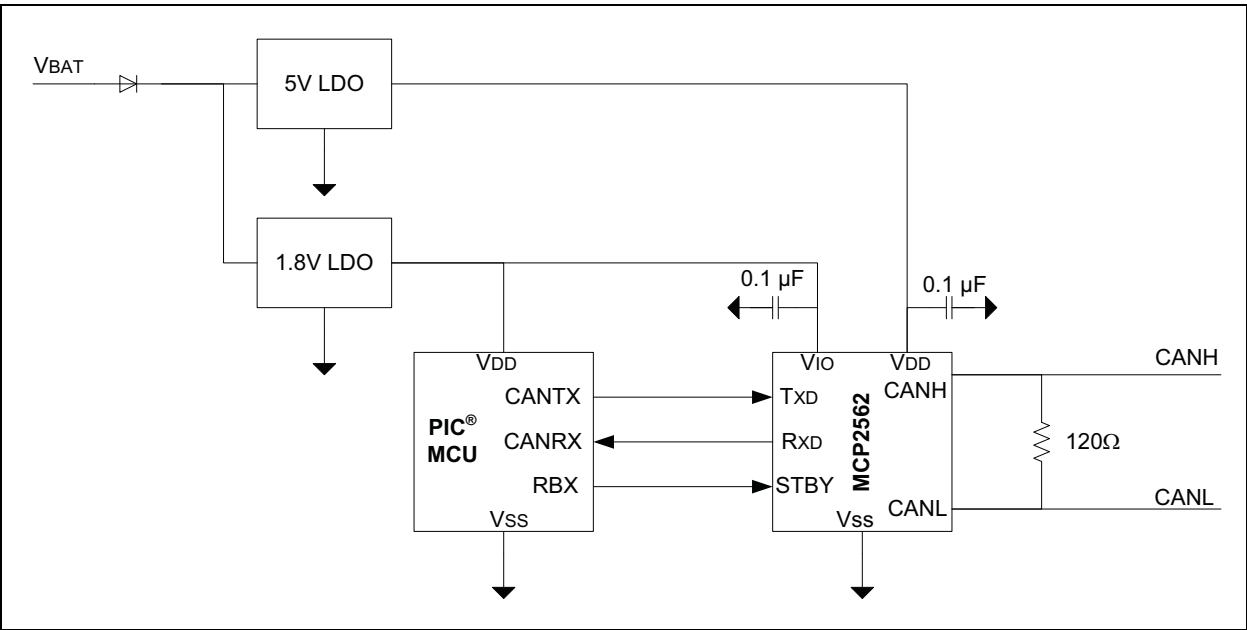 VBAT
5V LDO
1.8V LDO
0.1 µF
0.1 µF
VDD
CANTX
CANRX
RBX
PIC®
MCU
VSS
VIO
VDD
TXD
RXD
STBY
MCP2562
CANH
CANL
Vss
CANH
120Ω
CANL